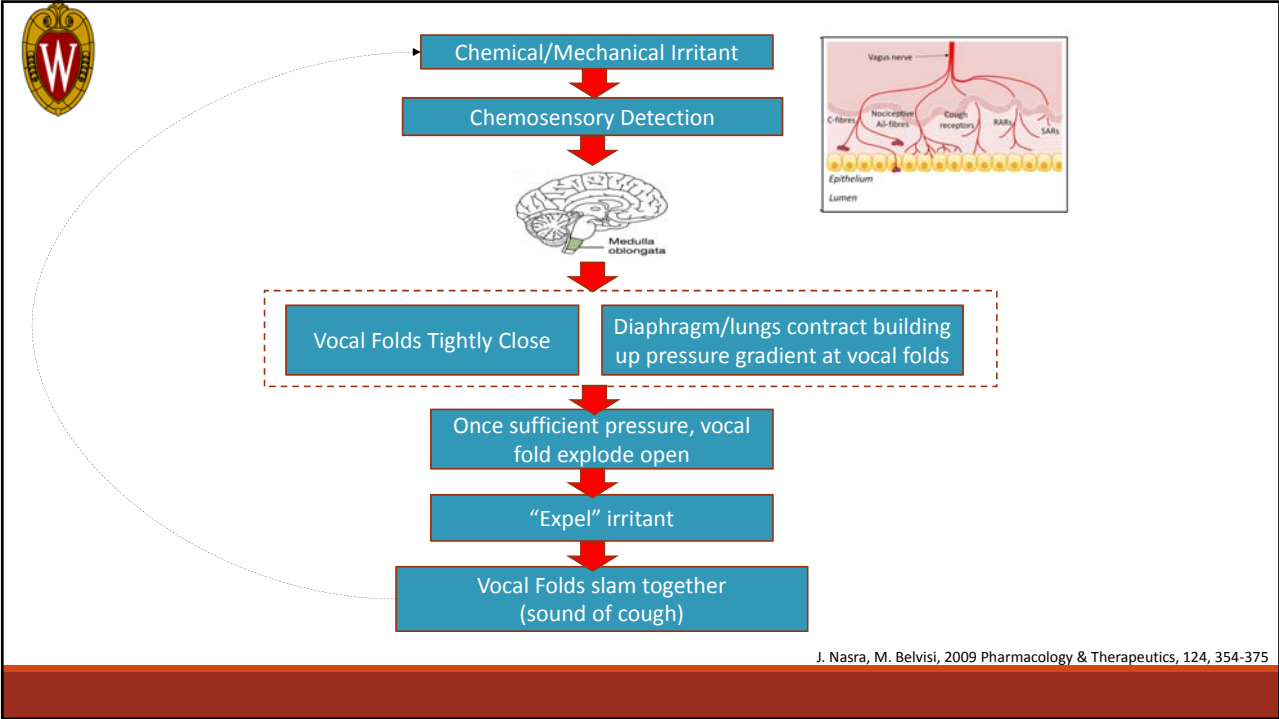 W
Chemical/Mechanical Irritant
Chemosensory Detection
Vagus nerve
C-fibres
Nociceptive
Aδ-fibres
Cough
receptors
RARs
SARs
Epithelium
Lumen
Medulla
oblongata
Vocal Folds Tightly Close
Diaphragm/lungs contract building
up pressure gradient at vocal folds
Once sufficient pressure, vocal
fold explode open
“Expel” irritant
Vocal Folds slam together
(sound of cough)
J. Nasra, M. Belvisi, 2009 Pharmacology & Therapeutics, 124, 354-375